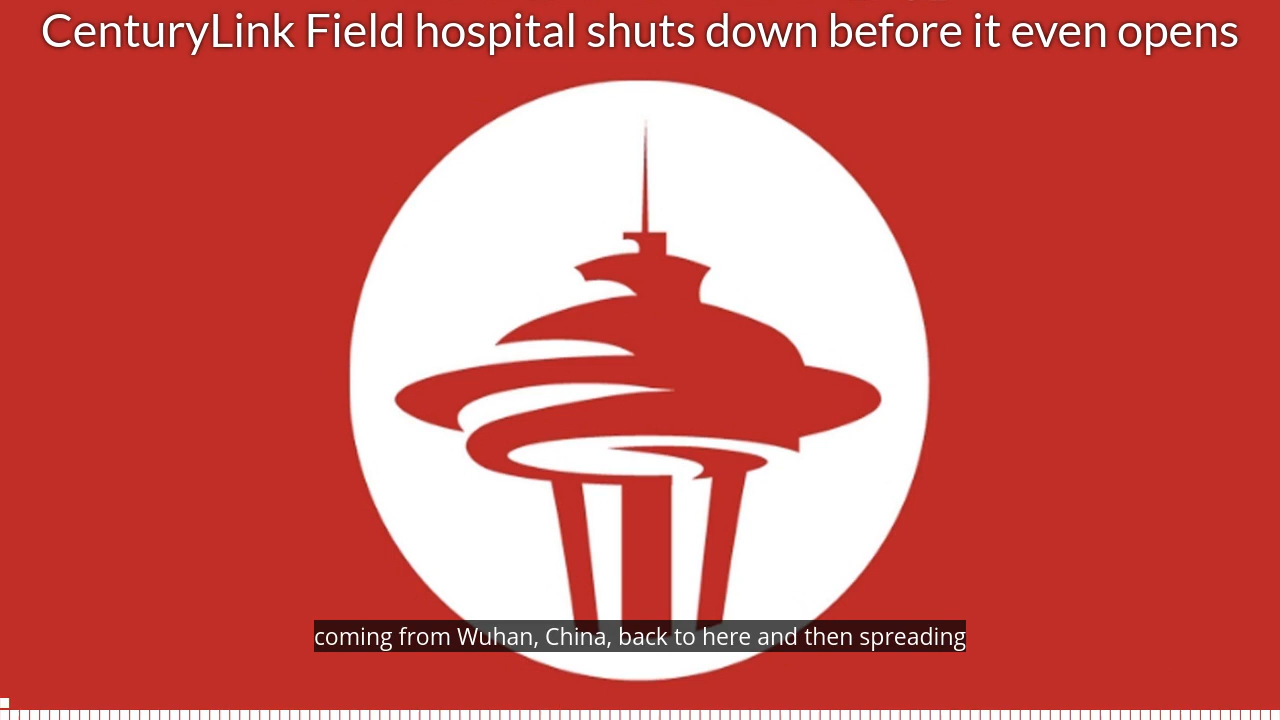 CenturyLink Field hospital shuts down before it even opens
coming from Wuhan, China, back to here and then spreading